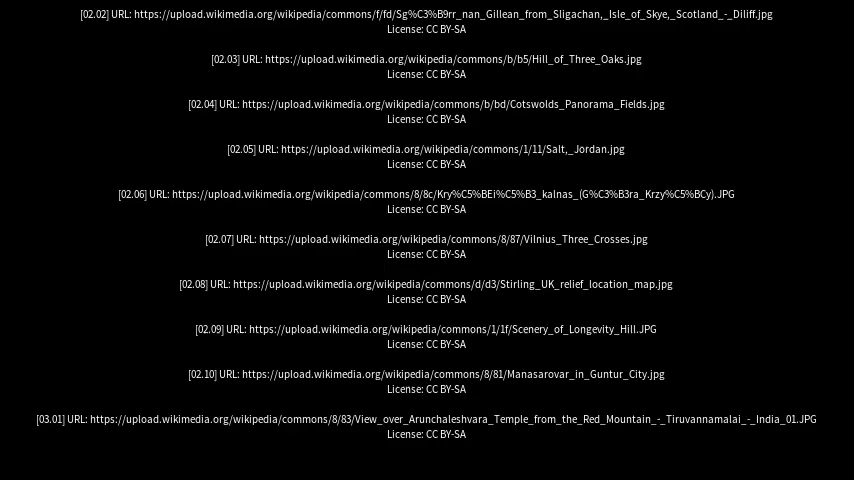 [02.02] URL: https://upload.wikimedia.org/wikipedia/commons/f/fd/Sg%C3%B9rr_nan_Gillean_from_Sligachan,_Isle_of_Skye,_Scotland_-_Diliff.jpg
License: CC BY-SA
[02.03] URL: https://upload.wikimedia.org/wikipedia/commons/b/b5/Hill_of_Three_Oaks.jpg
License: CC BY-SA
[02.04] URL: https://upload.wikimedia.org/wikipedia/commons/b/bd/Cotswolds_Panorama_Fields.jpg
License: CC BY-SA
[02.05] URL: https://upload.wikimedia.org/wikipedia/commons/1/11/Salt,_Jordan.jpg
License: CC BY-SA
[02.06] URL: https://upload.wikimedia.org/wikipedia/commons/8/8c/Kry%C5%BEi%C5%B3_kalnas_(G%C3%B3ra_Krzy%C5%BCy).JPG
License: CC BY-SA
[02.07] URL: https://upload.wikimedia.org/wikipedia/commons/8/87/Vilnius_Three_Crosses.jpg
License: CC BY-SA
[02.08] URL: https://upload.wikimedia.org/wikipedia/commons/d/d3/Stirling_UK_relief_location_map.jpg
License: CC BY-SA
[02.09] URL: https://upload.wikimedia.org/wikipedia/commons/1/1f/Scenery_of_Longevity_Hill.JPG
License: CC BY-SA
[02.10] URL: https://upload.wikimedia.org/wikipedia/commons/8/81/Manasarovar_in_Guntur_City.jpg
License: CC BY-SA
[03.01] URL: https://upload.wikimedia.org/wikipedia/commons/8/83/View_over_Arunchaleshvara_Temple_from_the_Red_Mountain_-_Tiruvannamalai_-_India_01.JPG
License: CC BY-SA